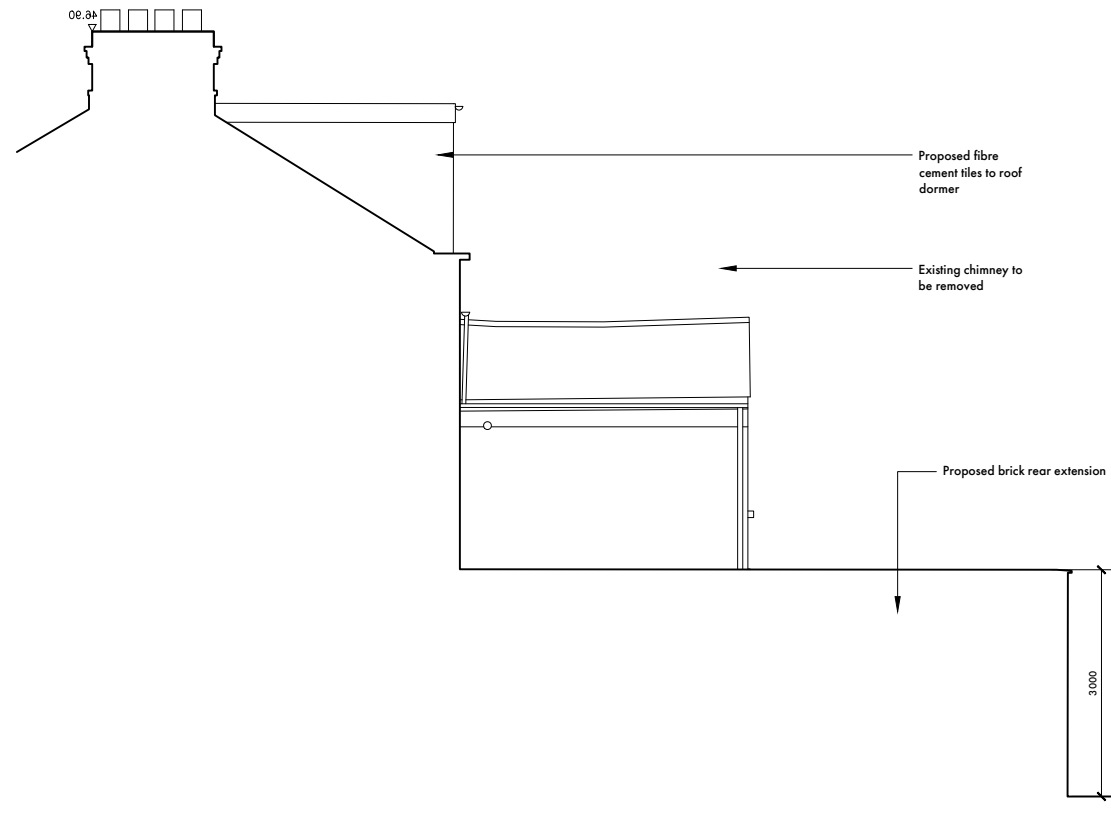 46.90
Proposed fibre
cement tiles to roof
dormer
Existing chimney to
be removed
Proposed brick rear extension
3000